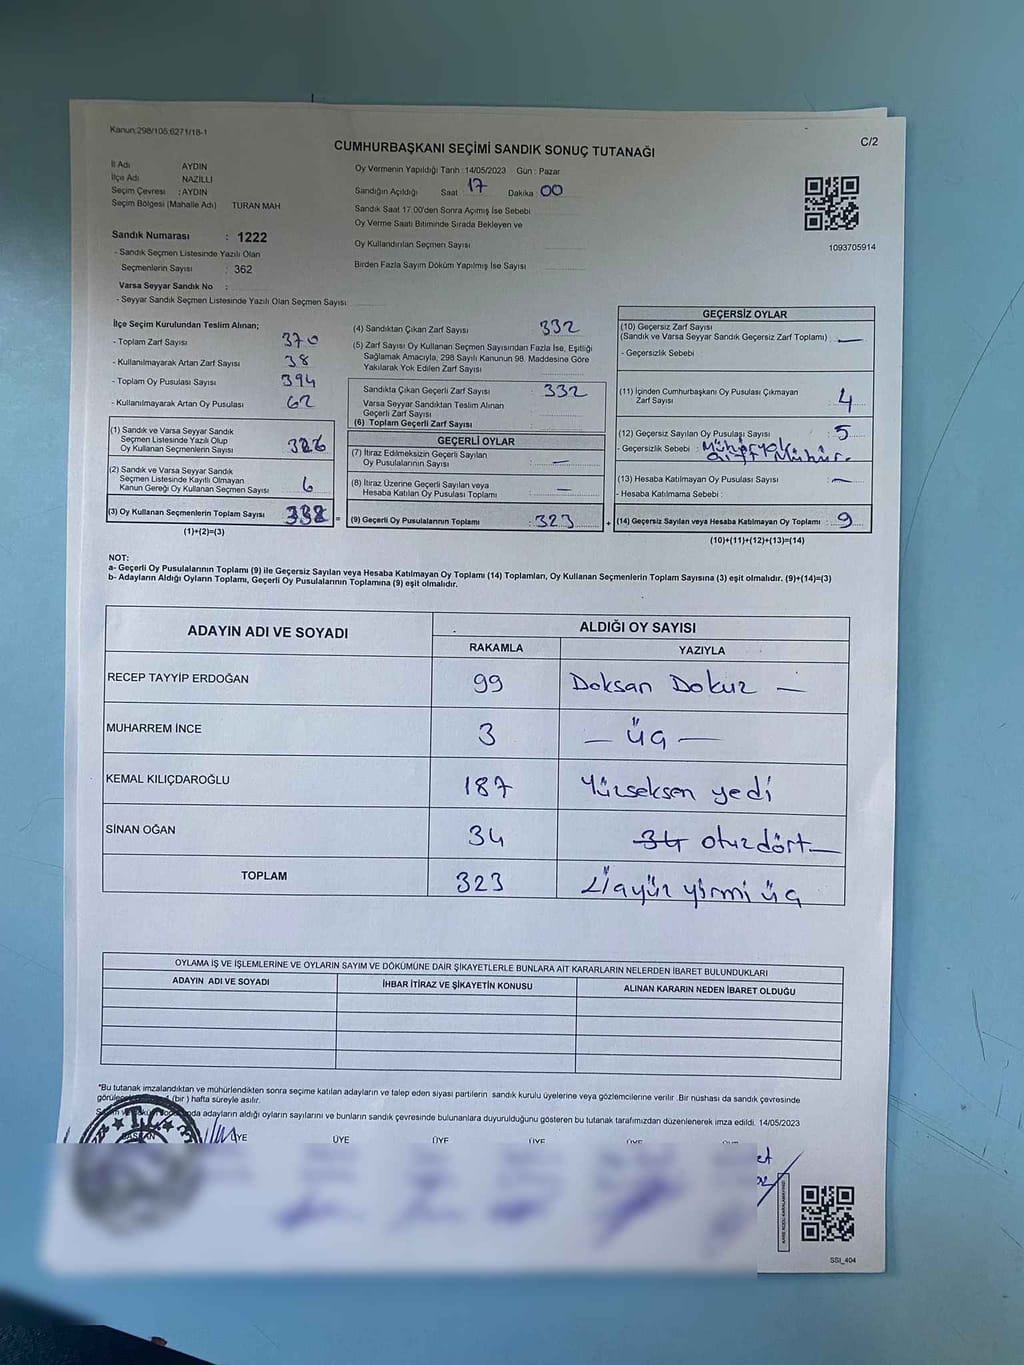 Kanun:298/105;6271/18-1
C/2
CUMHURBAŞKANI SEÇİMİ SANDIK SONUÇ TUTANAĞI
İl Adı AYDIN
İlçe Adı NAZİLLİ
Seçim Çevresi : AYDIN
Seçim Bölgesi (Mahalle Adı) TURAN MAH
Sandık Numarası : 1222
- Sandık Seçmen Listesinde Yazılı Olan
Seçmenlerin Sayısı : 362
Varsa Seyyar Sandık No :
- Seyyar Sandık Seçmen Listesinde Yazılı Olan Seçmen Sayısı
Oy Vermenin Yapıldığı Tarih :14/05/2023 Gün : Pazar
Sandığın Açıldığı Saat 17 Dakika 00
Sandık Saat 17.00'den Sonra Açımış İse Sebebi
Oy Verme Saati Bitiminde Sırada Bekleyen ve
Oy Kullandırılan Seçmen Sayısı
Birden Fazla Sayım Döküm Yapılmış İse Sayısı
1093705914
İlçe Seçim Kurulundan Teslim Alınan;
- Toplam Zarf Sayısı 370
- Kullanılmayarak Artan Zarf Sayısı 38
- Toplam Oy Pusulası Sayısı 394
- Kullanılmayarak Artan Oy Pusulası 62
(1) Sandık ve Varsa Seyyar Sandık
Seçmen Listesinde Yazılı Olup
Oy Kullanan Seçmenlerin Sayısı 326
(2) Sandık ve Varsa Seyyar Sandık
Seçmen Listesinde Kayıtlı Olmayan
Kanun Gereği Oy Kullanan Seçmen Sayısı 6
(3) Oy Kullanan Seçmenlerin Toplam Sayısı 332 =
(1)+(2)=(3)
(4) Sandıktan Çıkan Zarf Sayısı 332
(5) Zarf Sayısı Oy Kullanan Seçmen Sayısından Fazla İse, Eşitliği
Sağlamak Amacıyla, 298 Sayılı Kanunun 98. Maddesine Göre
Yakılarak Yok Edilen Zarf Sayısı
Sandıkta Çıkan Geçerli Zarf Sayısı 332
Varsa Seyyar Sandıktan Teslim Alınan
Geçerli Zarf Sayısı
(6) Toplam Geçerli Zarf Sayısı
GEÇERLİ OYLAR
(7) İtiraz Edilmeksizin Geçerli Sayılan
Oy Pusulalarının Sayısı : —
(8) İtiraz Üzerine Geçerli Sayılan veya
Hesaba Katılan Oy Pusulası Toplamı : —
(9) Geçerli Oy Pusulalarının Toplamı : 323 +
GEÇERSİZ OYLAR
(10) Geçersiz Zarf Sayısı
(Sandık ve Varsa Seyyar Sandık Geçersiz Zarf Toplamı) : —
- Geçersizlik Sebebi :
(11) İçinden Cumhurbaşkanı Oy Pusulası Çıkmayan
Zarf Sayısı : 4
(12) Geçersiz Sayılan Oy Pusulası Sayısı : 5
- Geçersizlik Sebebi : Mühür yok
Çift Mühür.
(13) Hesaba Katılmayan Oy Pusulası Sayısı : —
- Hesaba Katılmama Sebebi :
(14) Geçersiz Sayılan veya Hesaba Katılmayan Oy Toplamı : 9
(10)+(11)+(12)+(13)=(14)
NOT:
a- Geçerli Oy Pusulalarının Toplamı (9) ile Geçersiz Sayılan veya Hesaba Katılmayan Oy Toplamı (14) Toplamları, Oy Kullanan Seçmenlerin Toplam Sayısına (3) eşit olmalıdır. (9)+(14)=(3)
b- Adayların Aldığı Oyların Toplamı, Geçerli Oy Pusulalarının Toplamına (9) eşit olmalıdır.
ADAYIN ADI VE SOYADI ALDIĞI OY SAYISI
RAKAMLA YAZIYLA
RECEP TAYYİP ERDOĞAN 99 Doksan Dokuz —
MUHARREM İNCE 3 — üç —
KEMAL KILIÇDAROĞLU 187 Yüzseksen yedi
SİNAN OĞAN 34 34 otuzdört —
TOPLAM 323 Üçyüz yirmi üç
OYLAMA İŞ VE İŞLEMLERİNE VE OYLARIN SAYIM VE DÖKÜMÜNE DAİR ŞİKAYETLERLE BUNLARA AİT KARARLARIN NELERDEN İBARET BULUNDUKLARI
ADAYIN ADI VE SOYADI İHBAR İTİRAZ VE ŞİKAYETİN KONUSU ALINAN KARARIN NEDEN İBARET OLDUĞU
*Bu tutanak imzalandıktan ve mühürlendikten sonra seçime katılan adayların ve talep eden siyasi partilerin sandık kurulu üyelerine veya gözlemcilerine verilir .Bir nüshası da sandık çevresinde
(bir ) hafta süreyle asılır.
adayların aldığı oyların sayılarını ve bunların sandık çevresinde bulunanlara duyurulduğunu gösteren bu tutanak tarafımızdan düzenlenerek imza edildi. 14/05/2023
BAŞKAN ÜYE ÜYE ÜYE ÜYE ÜYE
SSI_404